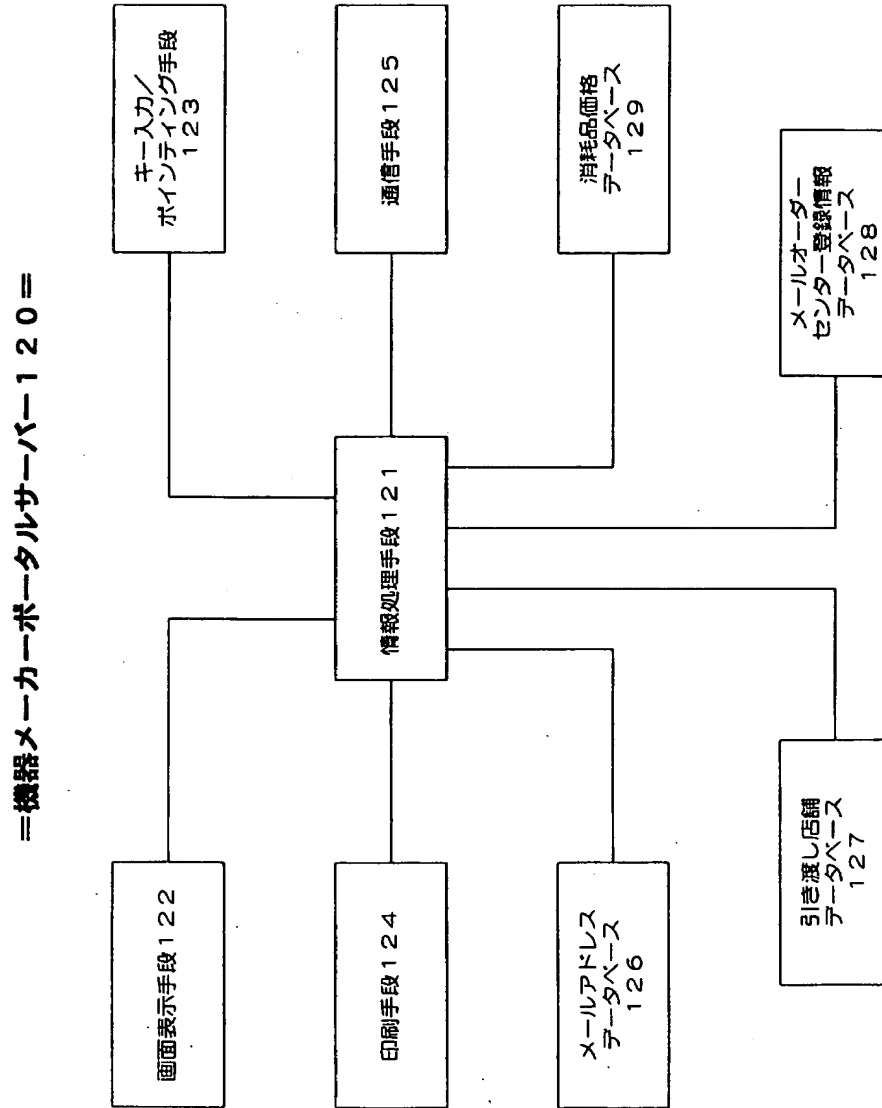 =機器メーカーポータルサーバー120=
画面表示手段122
キー入力/
ポインティング手段
123
印刷手段124
情報処理手段121
通信手段125
メールアドレス
データベース
126
消耗品価格
データベース
129
引き渡し店舗
データベース
127
メールオーダー
センター登録情報
データベース
128